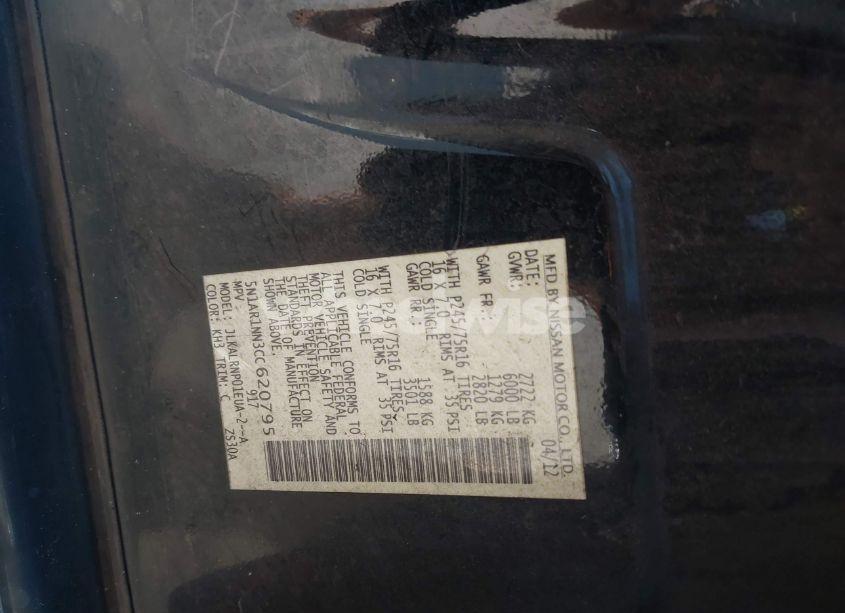 MFD BY NISSAN MOTOR CO., LTD.
DATE: 04/12
GVWR: 2722 KG
6000 LB
GAWR FR: 1279 KG
2820 LB
WITH P245/75R16 TIRES
16 X 7.0 RIMS AT 35 PSI
COLD SINGLE
GAWR RR: 1588 KG
3501 LB
WITH P245/75R16 TIRES
16 X 7.0 RIMS AT 35 PSI
COLD SINGLE
THIS VEHICLE CONFORMS TO
ALL APPLICABLE FEDERAL
MOTOR VEHICLE SAFETY AND
THEFT PREVENTION
STANDARDS IN EFFECT ON
THE DATE OF MANUFACTURE
SHOWN ABOVE.
5N1AR1NN3CC620795
MPV 917
MODEL: JLKALRNP01EUA-2--A
COLOR: KH3 TRIM: C ZS30A